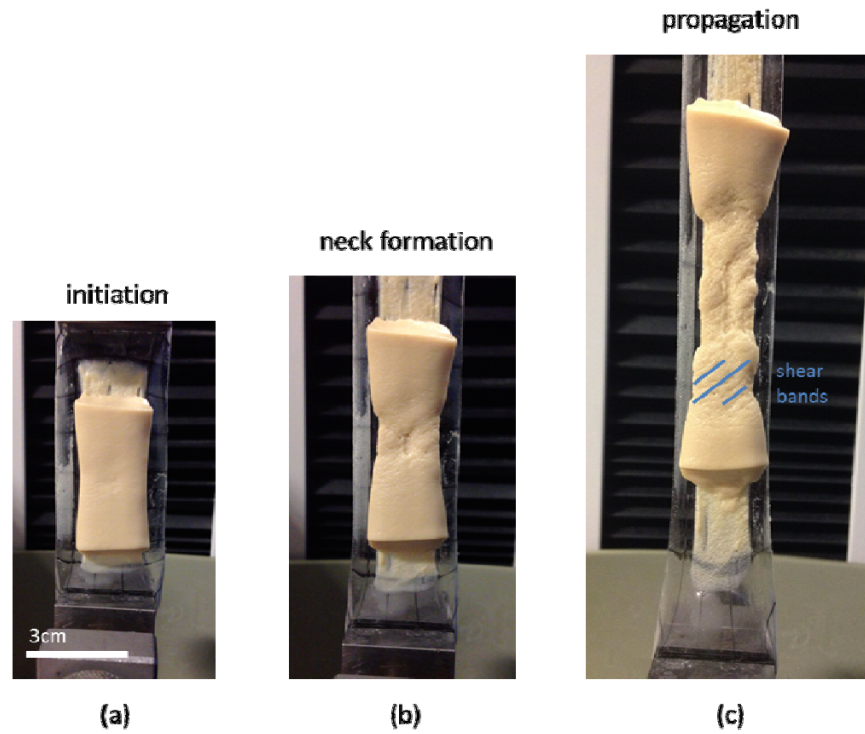 propagation
neck formation
initiation
shear
bands
3cm
(a)
(b)
(c)